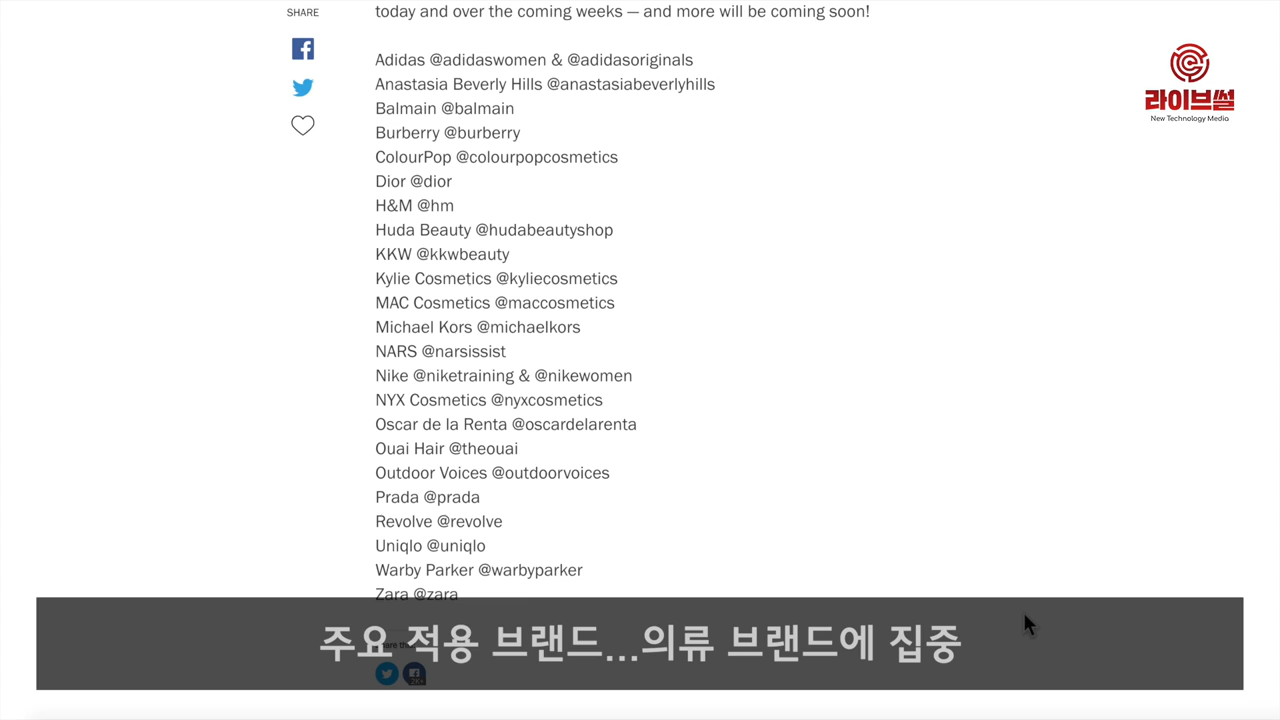 SHARE
today and over the coming weeks — and more will be coming soon!
Adidas @adidaswomen & @adidasoriginals
Anastasia Beverly Hills @anastasiabeverlyhills
Balmain @balmain
Burberry @burberry
ColourPop @colourpopcosmetics
Dior @dior
H&M @hm
Huda Beauty @hudabeautyshop
KKW @kkwbeauty
Kylie Cosmetics @kyliecosmetics
MAC Cosmetics @maccosmetics
Michael Kors @michaelkors
NARS @narsissist
Nike @niketraining & @nikewomen
NYX Cosmetics @nyxcosmetics
Oscar de la Renta @oscardelarenta
Ouai Hair @theouai
Outdoor Voices @outdoorvoices
Prada @prada
Revolve @revolve
Uniqlo @uniqlo
Warby Parker @warbyparker
Zara @zara
라이브썰
New Technology Media
주요 적용 브랜드...의류 브랜드에 집중